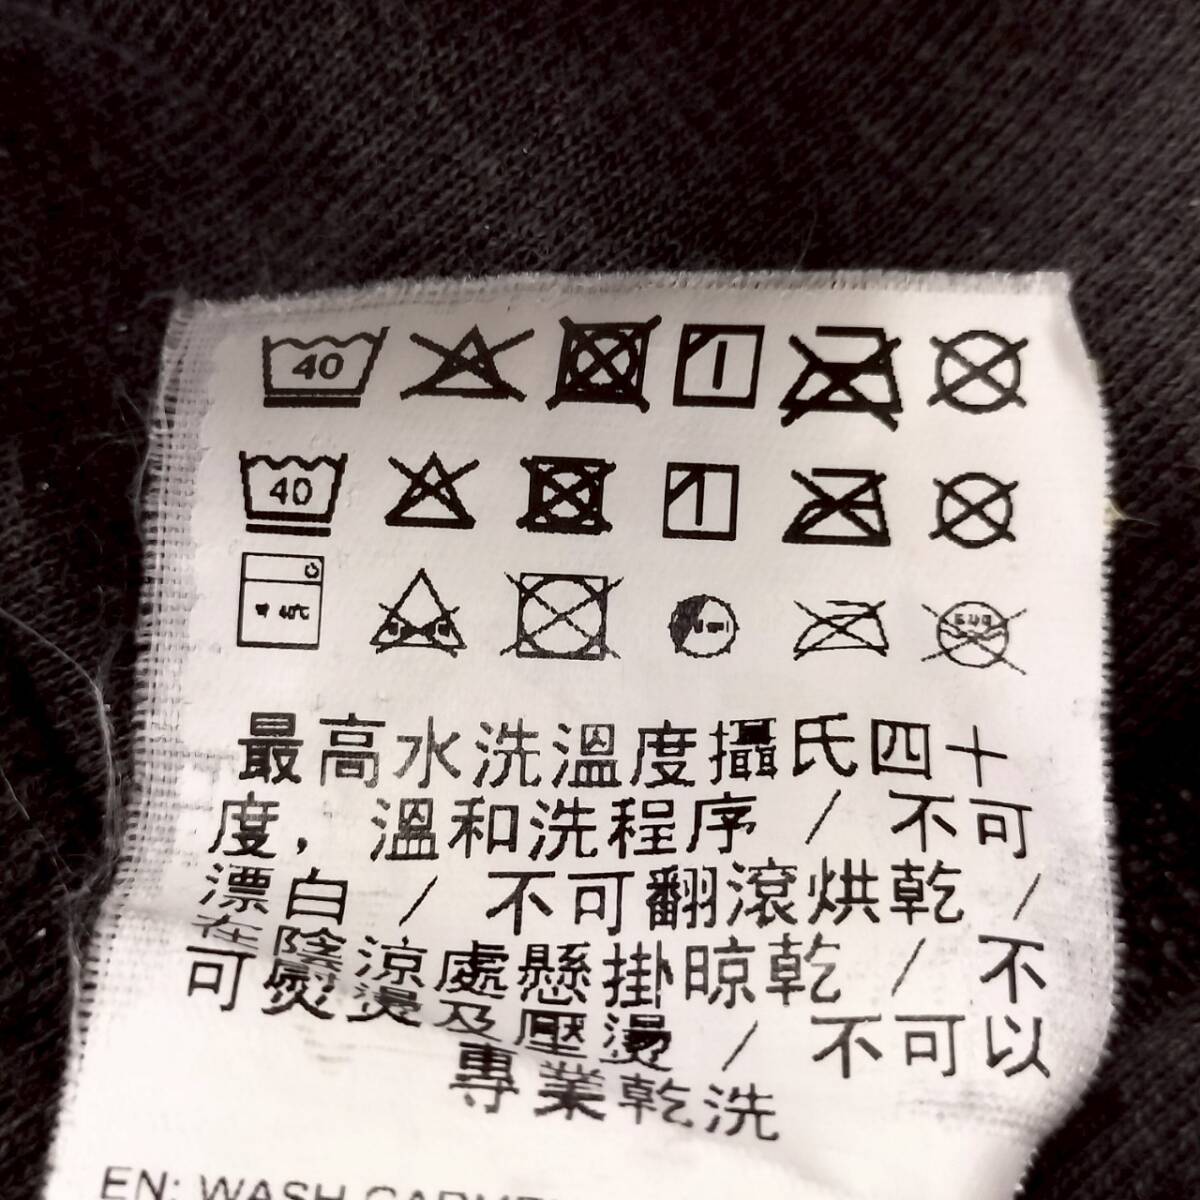 40
40
40℃
最高水洗溫度攝氏四十
度，溫和洗程序 / 不可
漂白 / 不可翻滾烘乾 /
在陰涼處懸掛晾乾 / 不
可熨燙及壓燙 / 不可以
專業乾洗
EN: WASH